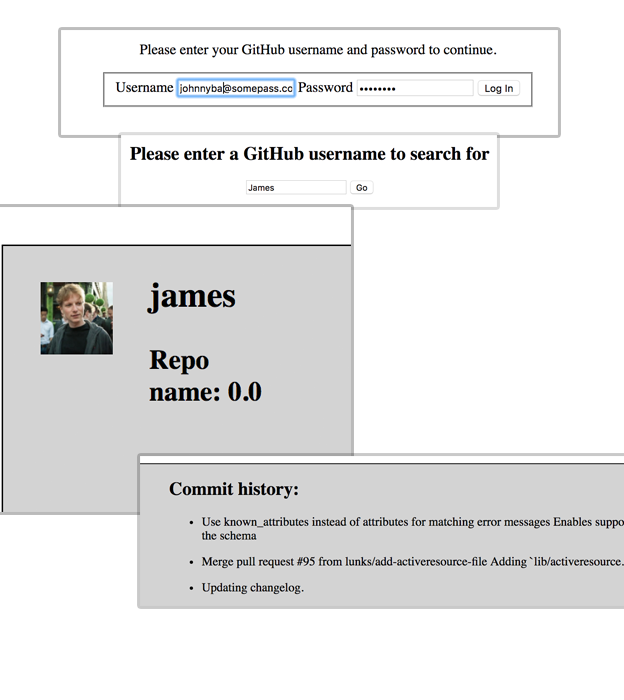 Please enter your GitHub username and password to continue.
Username johnnyba@somepass.cc Password •••••••• Log In
Please enter a GitHub username to search for
James Go
james
Repo
name: 0.0
Commit history:
• Use known_attributes instead of attributes for matching error messages Enables suppo
the schema
• Merge pull request #95 from lunks/add-activeresource-file Adding `lib/activeresource.
• Updating changelog.